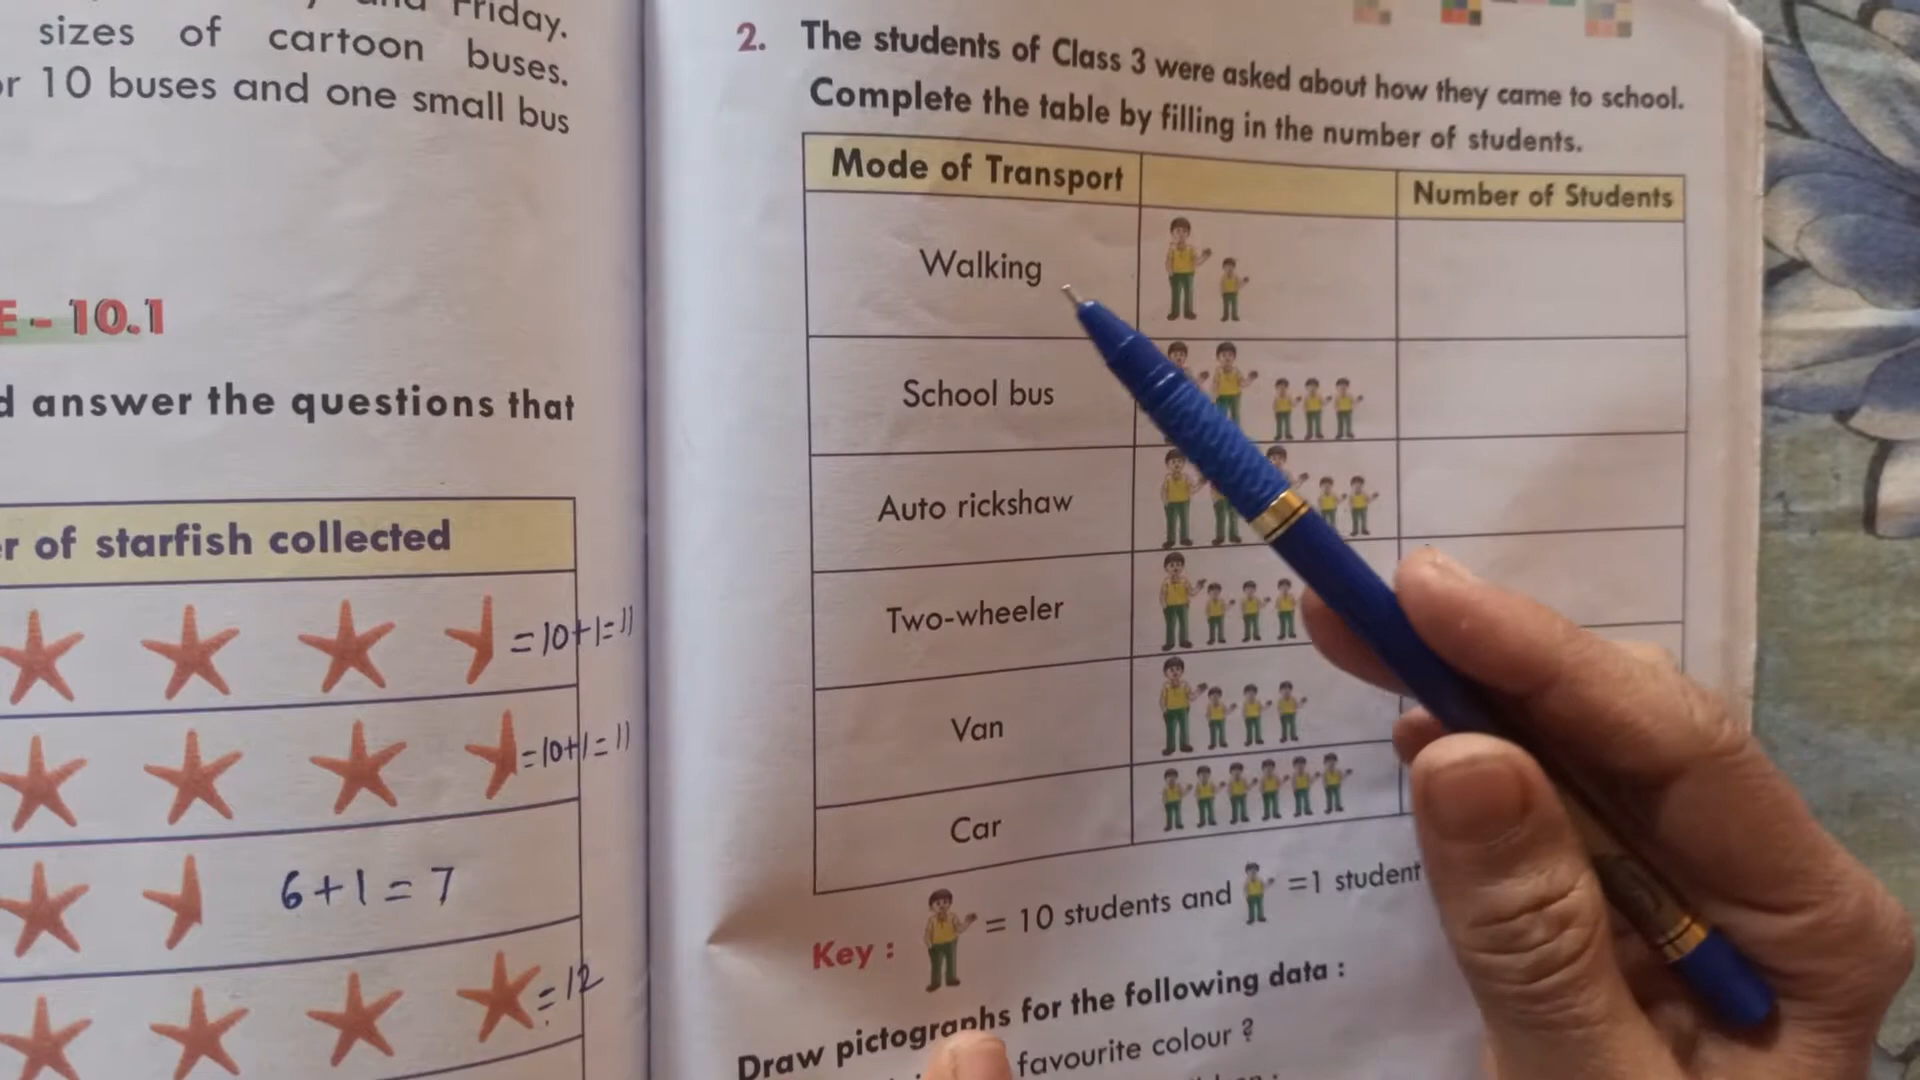 Friday.
sizes of cartoon buses.
r 10 buses and one small bus
E - 10.1
d answer the questions that
r of starfish collected
= 10+1=11
=10+1=11
6+1=7
=12
2. The students of Class 3 were asked about how they came to school.
Complete the table by filling in the number of students.
Mode of Transport Number of Students
Walking
School bus
Auto rickshaw
Two-wheeler
Van
Car
Key : = 10 students and =1 student
Draw pictographs for the following data :
favourite colour ?